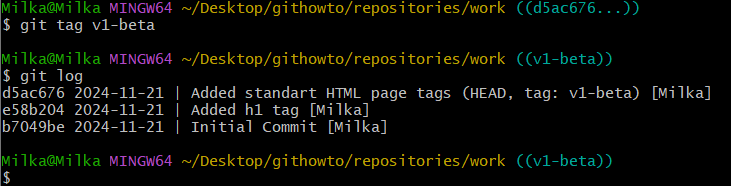 Milka@Milka MINGW64 ~/Desktop/githowto/repositories/work ((d5ac676...))
$ git tag v1-beta
Milka@Milka MINGW64 ~/Desktop/githowto/repositories/work ((v1-beta))
$ git log
d5ac676 2024-11-21 | Added standart HTML page tags (HEAD, tag: v1-beta) [Milka]
e58b204 2024-11-21 | Added h1 tag [Milka]
b7049be 2024-11-21 | Initial Commit [Milka]
Milka@Milka MINGW64 ~/Desktop/githowto/repositories/work ((v1-beta))
$